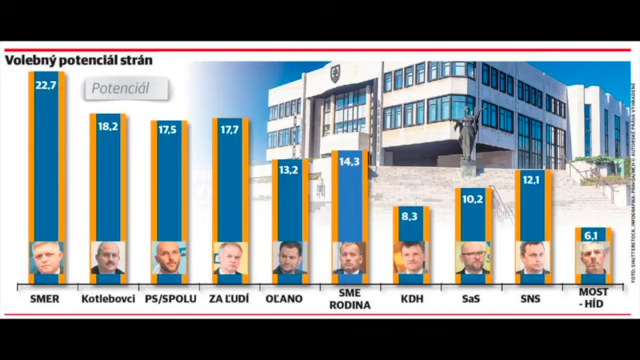 Volebný potenciál strán
Potenciál
22,7
18,2
17,5
17,7
13,2
14,3
8,3
10,2
12,1
6,1
SMER
Kotlebovci
PS/SPOLU
ZA ĽUDÍ
OĽANO
SME
RODINA
KDH
SaS
SNS
MOST
- HÍD